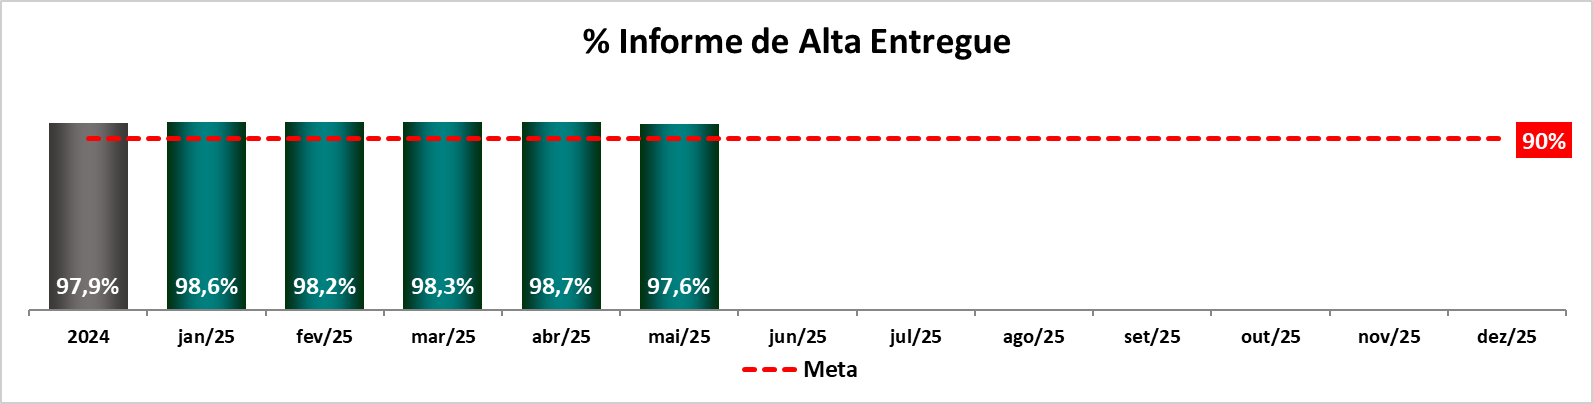 % Informe de Alta Entregue
90%
97,9% 98,6% 98,2% 98,3% 98,7% 97,6%
2024 jan/25 fev/25 mar/25 abr/25 mai/25 jun/25 jul/25 ago/25 set/25 out/25 nov/25 dez/25
Meta